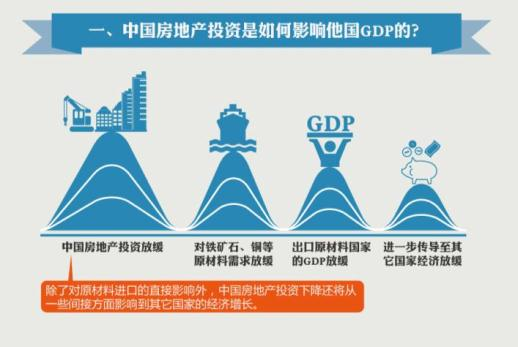 一、中国房地产投资是如何影响他国GDP的?
GDP
中国房地产投资放缓
对铁矿石、铜等
原材料需求放缓
出口原材料国家
的GDP放缓
进一步传导至其
它国家经济放缓
除了对原材料进口的直接影响外，中国房地产投资下降还将从
一些间接方面影响到其它国家的经济增长。